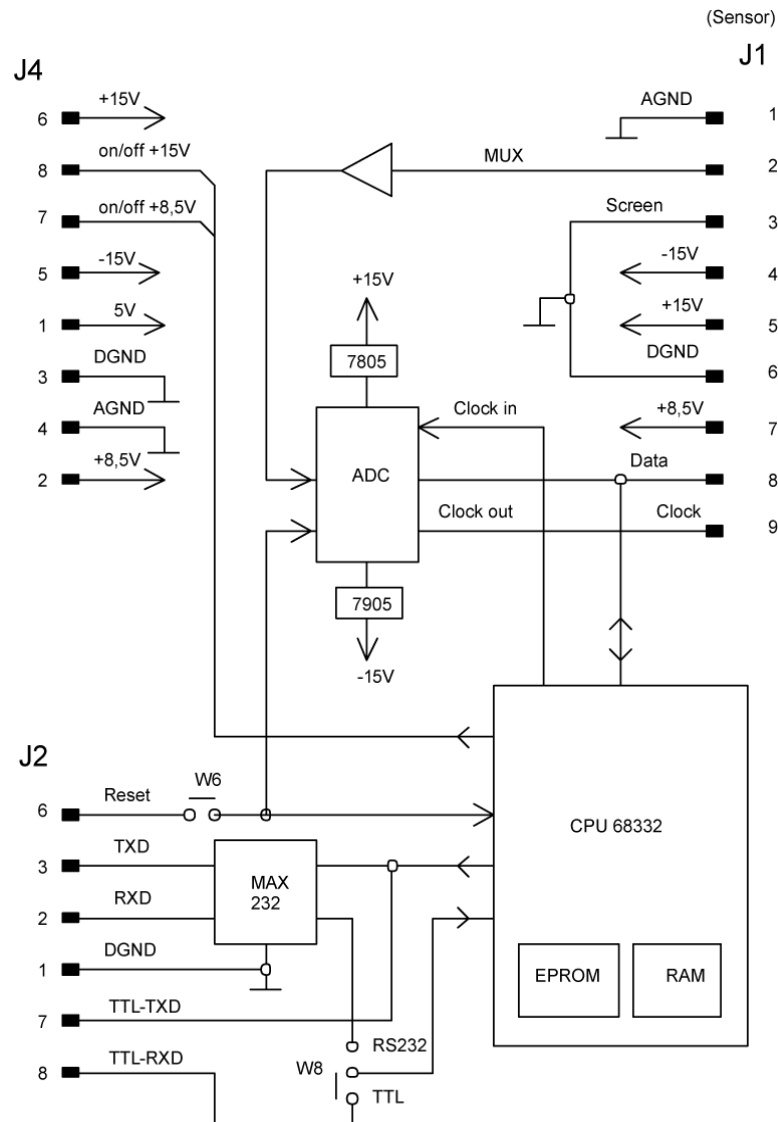 (Sensor)
J4
J1
6 +15V
AGND 1
8 on/off +15V
MUX 2
7 on/off +8,5V
Screen 3
5 -15V
-15V 4
1 5V
+15V
+15V 5
3 DGND
7805
DGND 6
4 AGND
Clock in
+8,5V 7
2 +8,5V
ADC
Data 8
Clock out
Clock 9
7905
-15V
J2
6 Reset
W6
CPU 68332
3 TXD
MAX
232
2 RXD
1 DGND
EPROM
RAM
7 TTL-TXD
RS232
8 TTL-RXD
W8
TTL